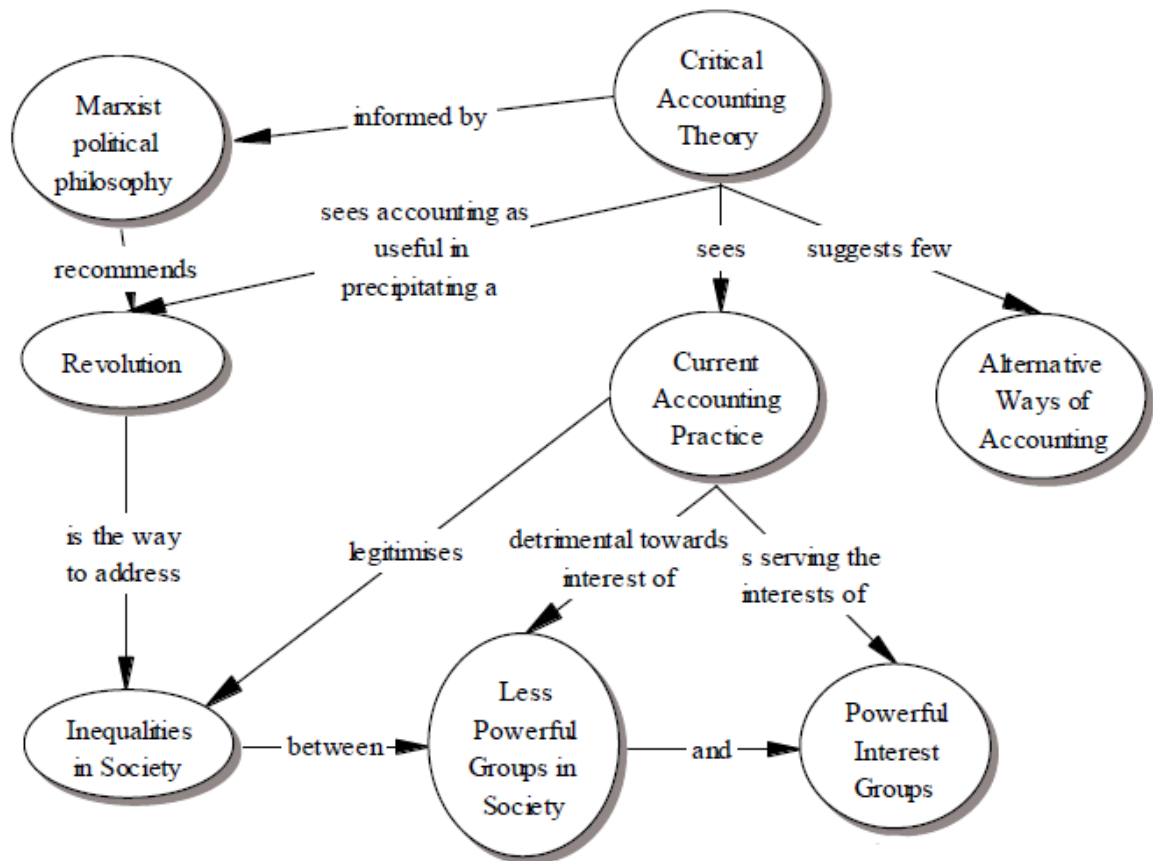 Critical
Accounting
Theory
Marxist
political
philosophy
informed by
sees accounting as
useful in
precipitating a
sees
suggests few
recommends
Revolution
Current
Accounting
Practice
Alternative
Ways of
Accounting
is the way
to address
legitimises
detrimental towards
interest of
s serving the
interests of
Inequalities
in Society
between
Less
Powerful
Groups in
Society
and
Powerful
Interest
Groups